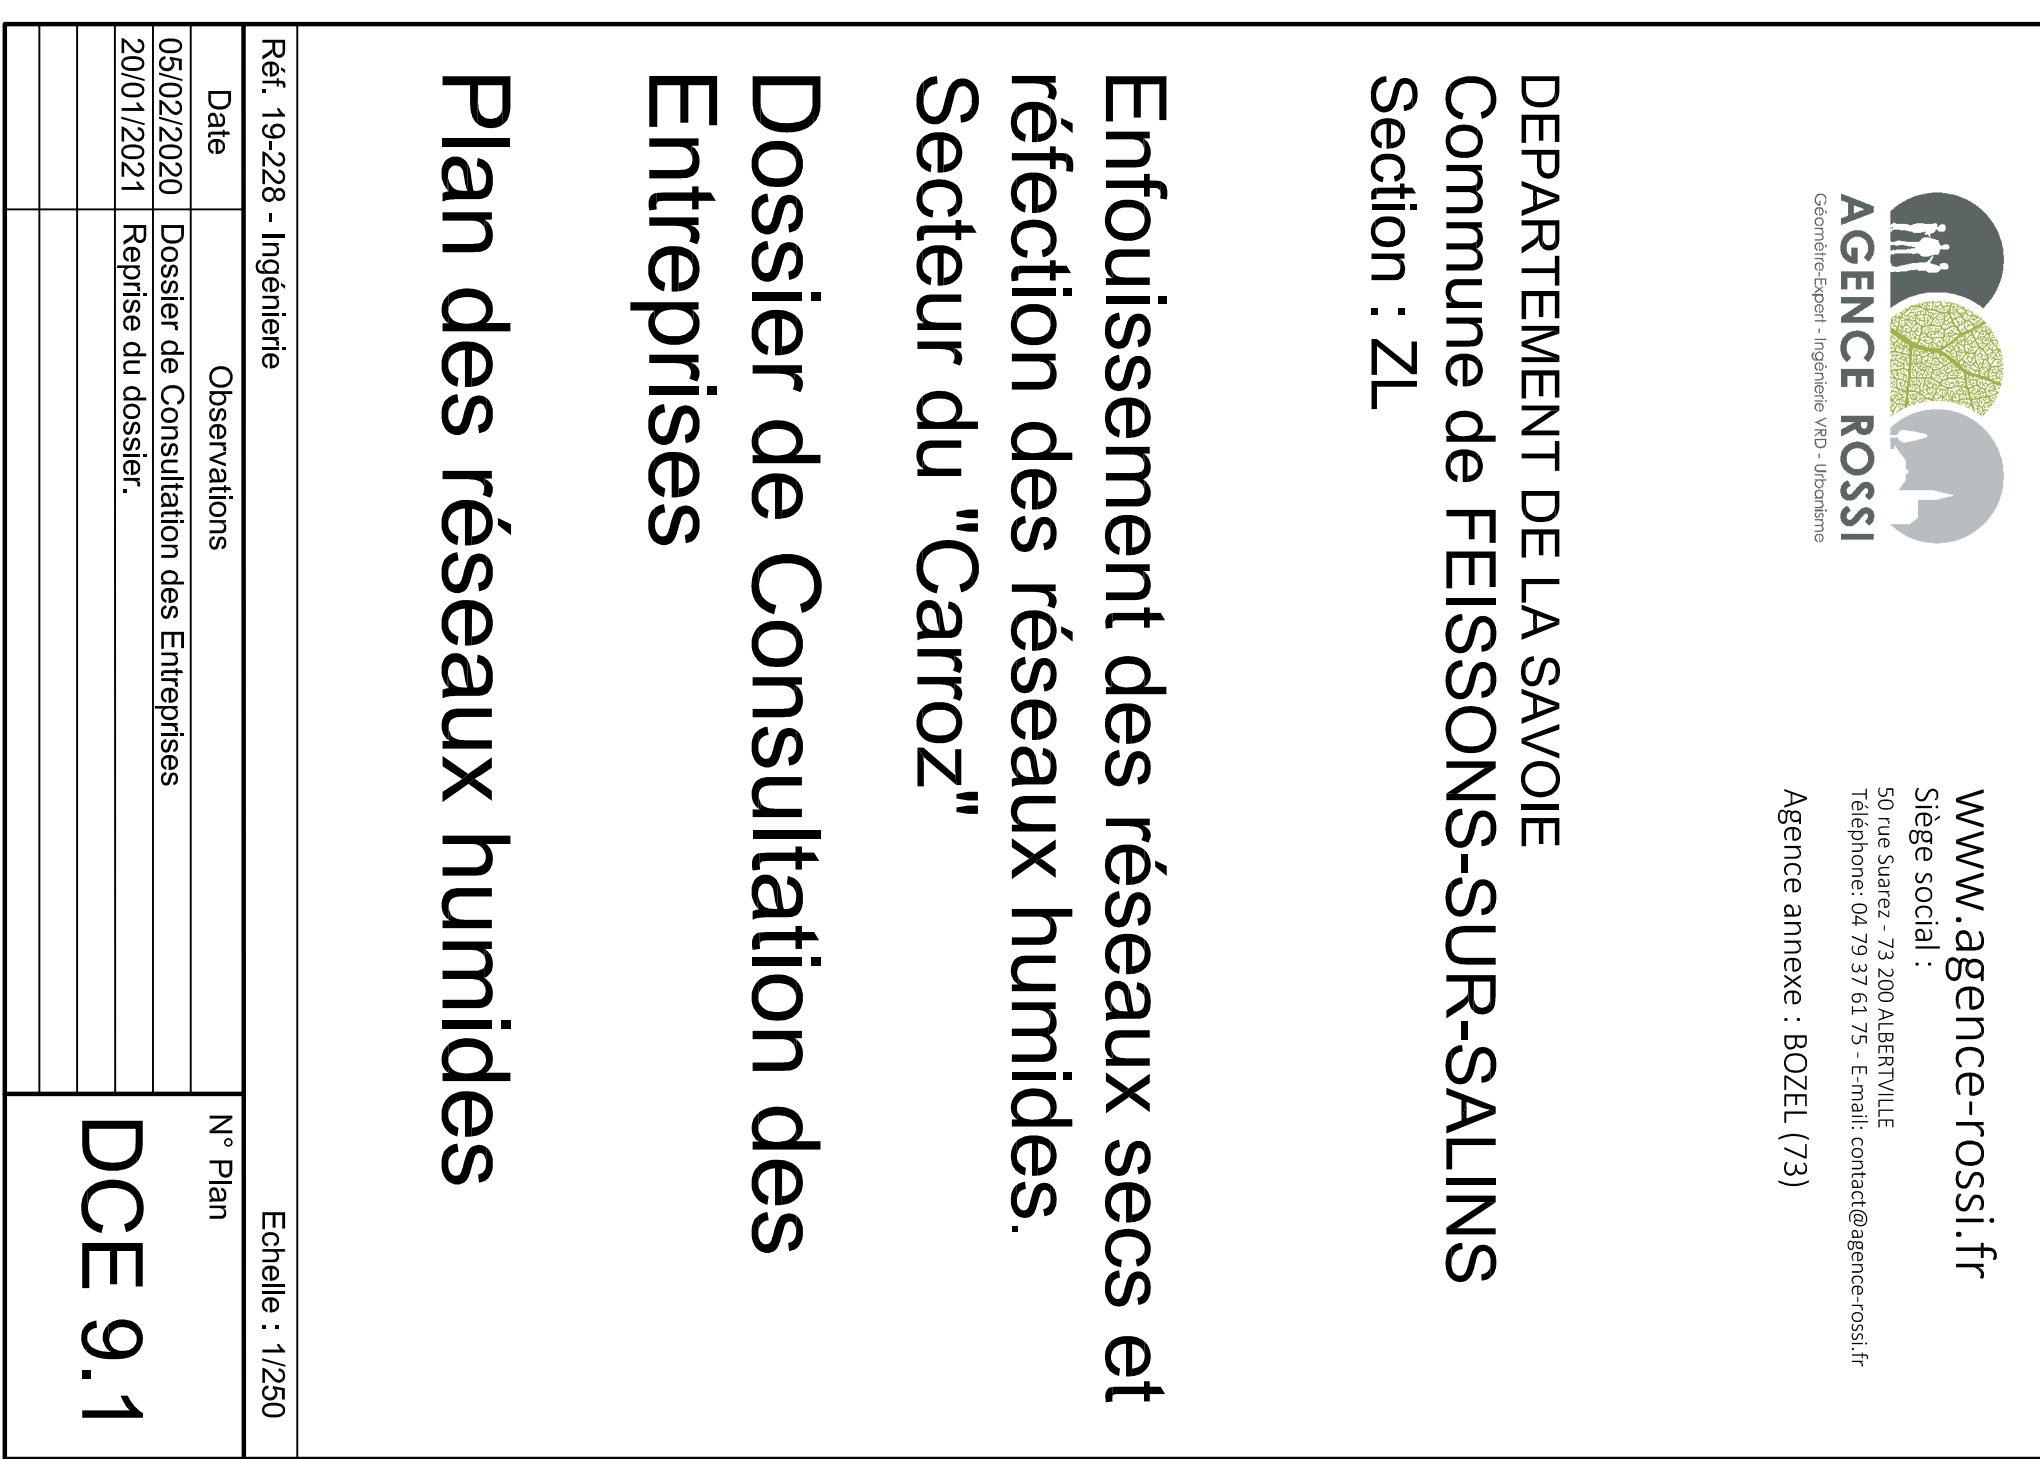 AGENCE ROSSI
Géomètre-Expert - Ingénierie VRD - Urbanisme
www.agence-rossi.fr
Siège social :
50 rue Suarez - 73 200 ALBERTVILLE
Téléphone: 04 79 37 61 75 - E-mail: contact@agence-rossi.fr
Agence annexe : BOZEL (73)
DEPARTEMENT DE LA SAVOIE
Commune de FEISSONS-SUR-SALINS
Section : ZL
Enfouissement des réseaux secs et
réfection des réseaux humides.
Secteur du "Carroz"
Dossier de Consultation des
Entreprises
Plan des réseaux humides
Réf. 19-228 - Ingénierie
Echelle : 1/250
Date
Observations
N° Plan
05/02/2020
Dossier de Consultation des Entreprises
20/01/2021
Reprise du dossier.
DCE 9.1